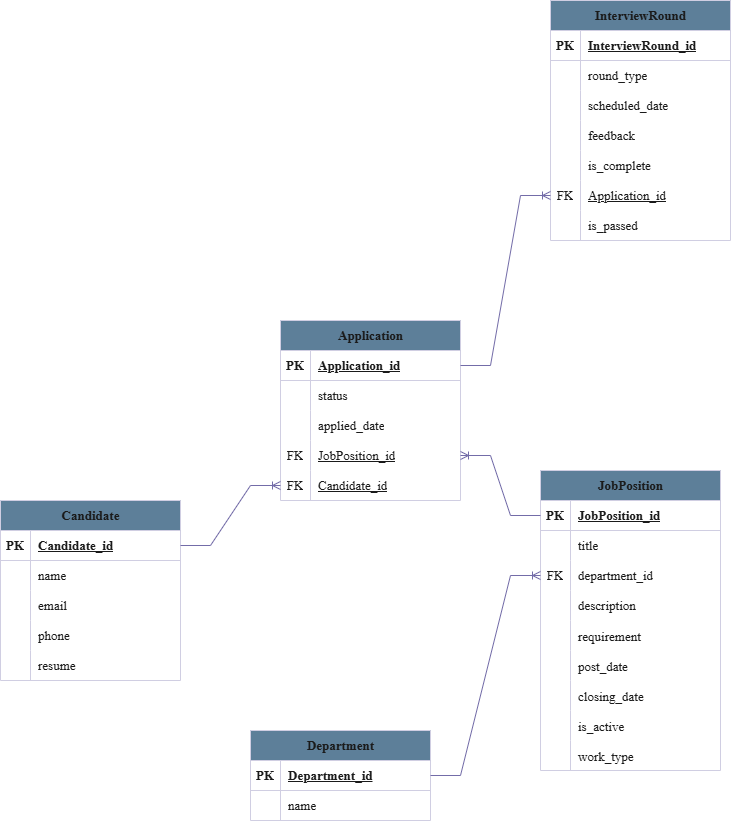 InterviewRound
PK InterviewRound_id
round_type
scheduled_date
feedback
is_complete
FK Application_id
is_passed
Application
PK Application_id
status
applied_date
FK JobPosition_id
FK Candidate_id
Candidate
PK Candidate_id
name
email
phone
resume
JobPosition
PK JobPosition_id
title
FK department_id
description
requirement
post_date
closing_date
is_active
work_type
Department
PK Department_id
name